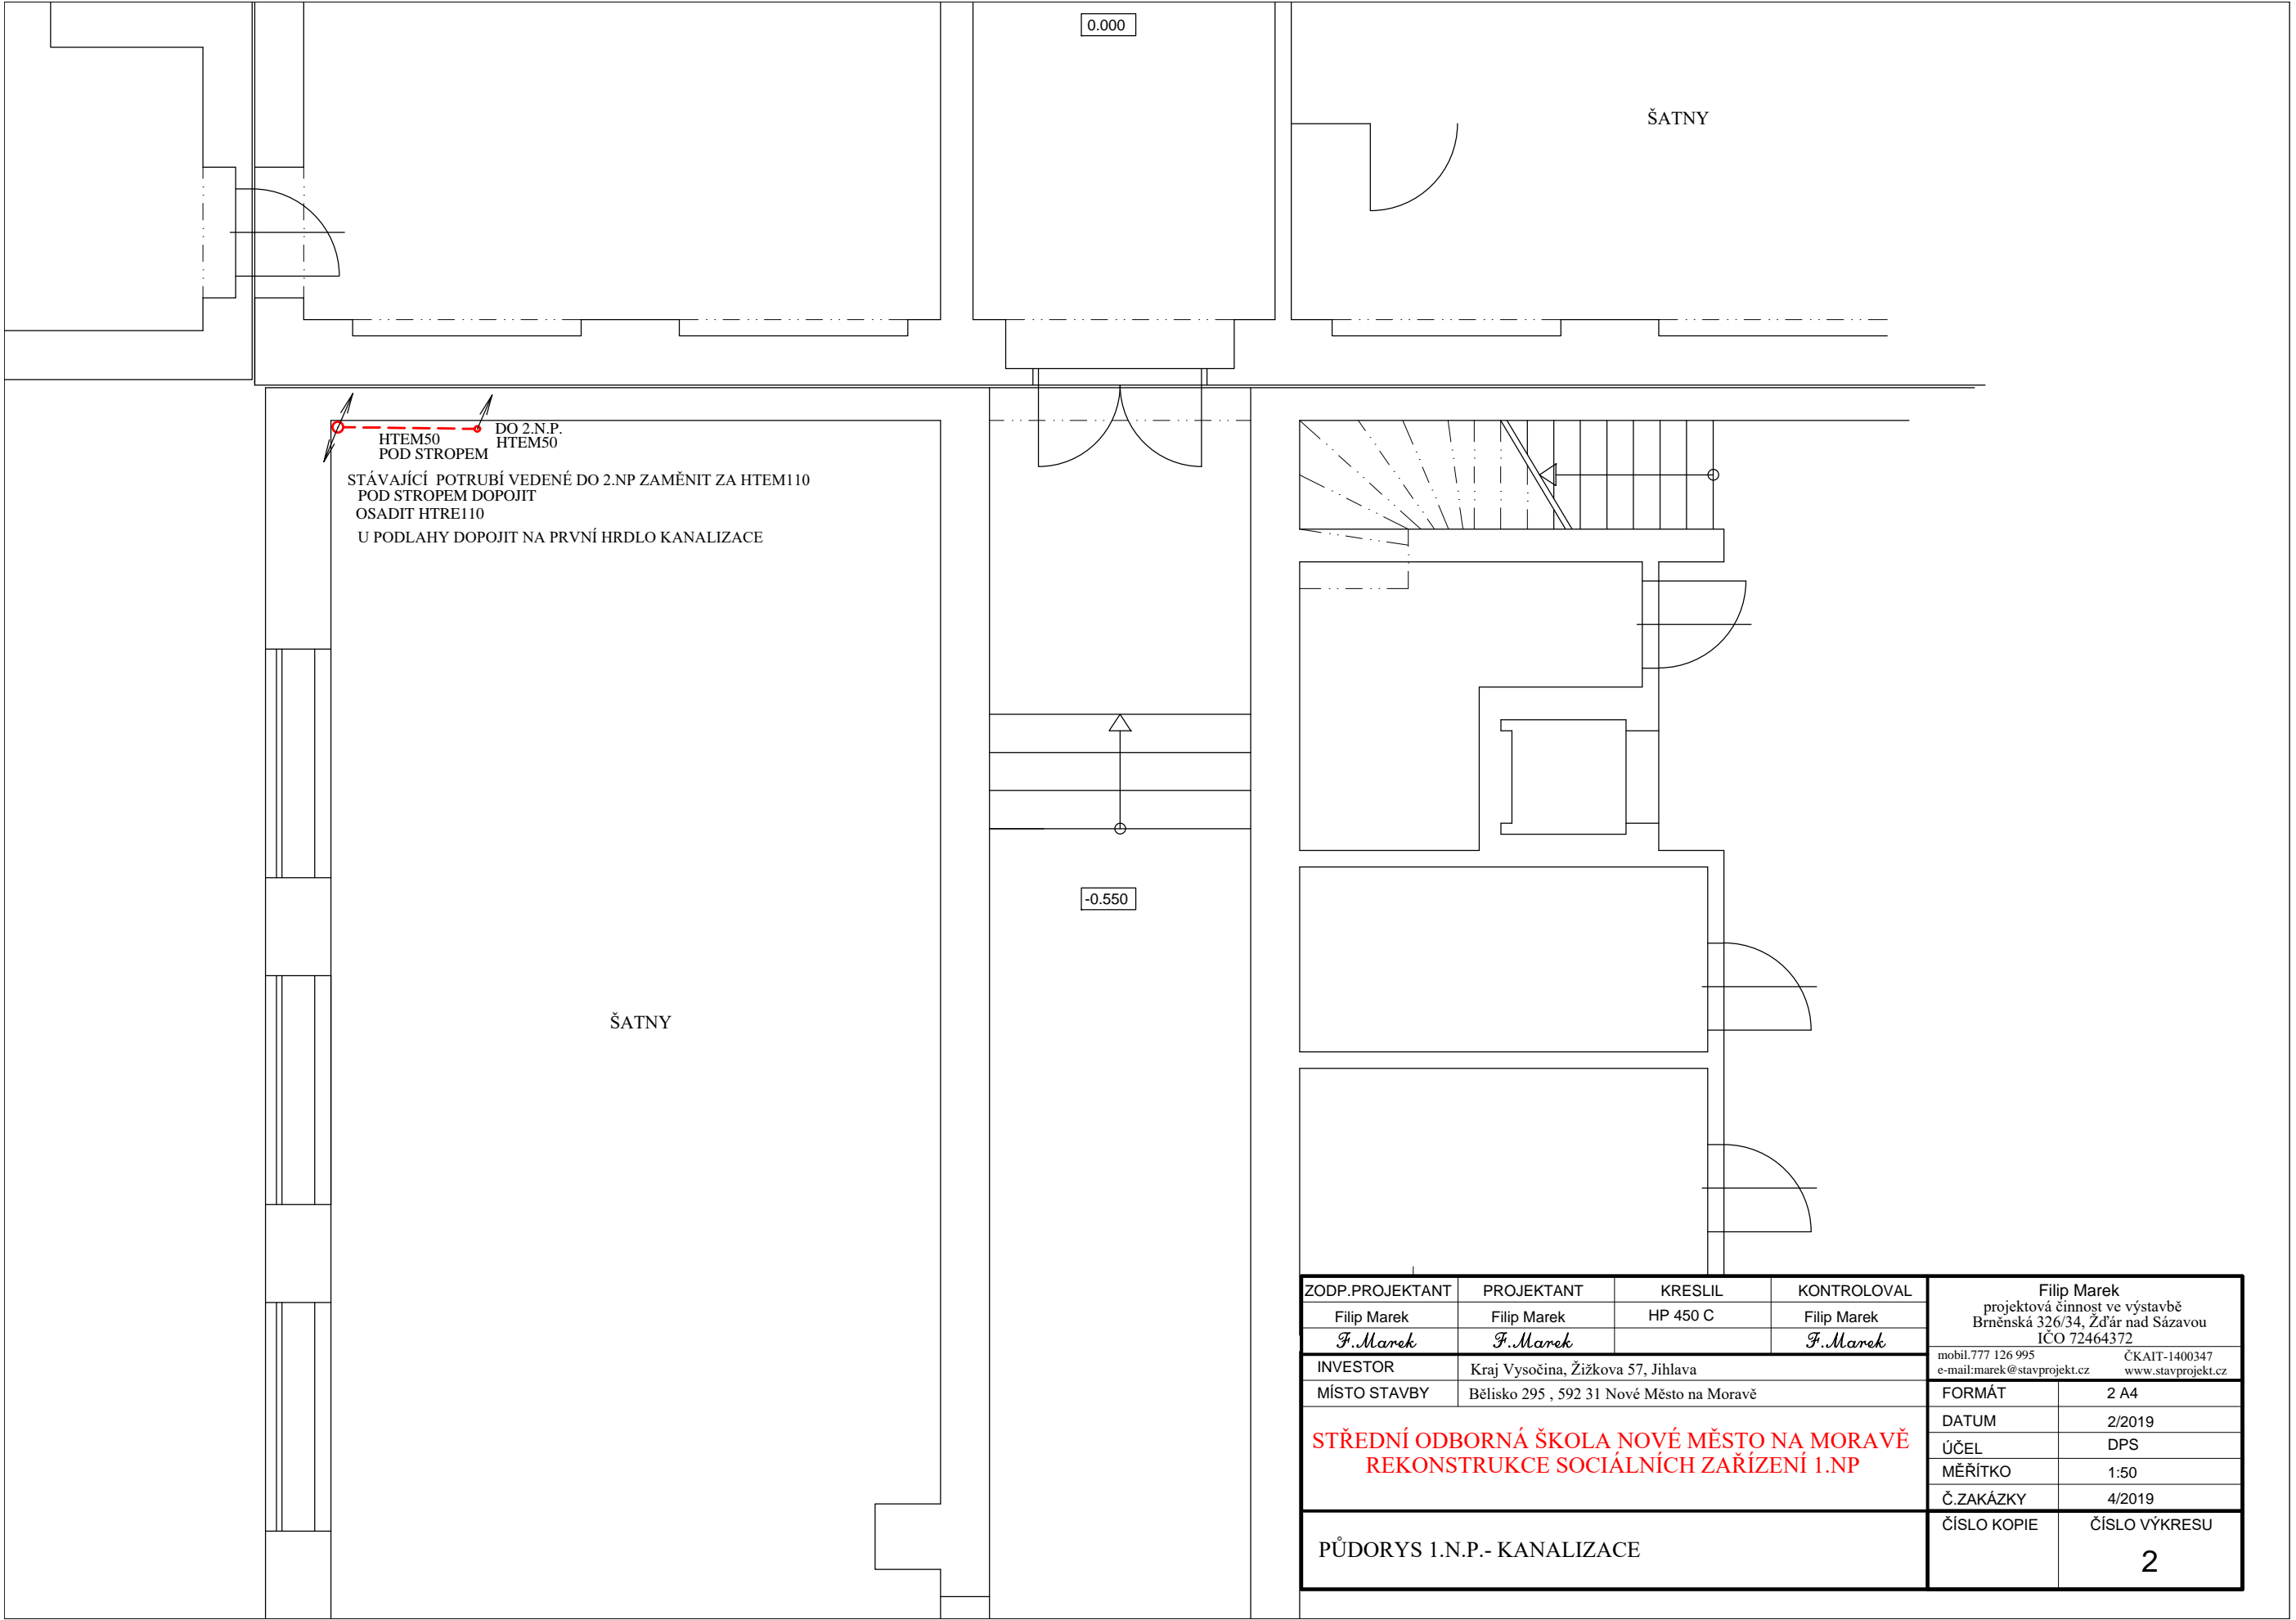 0.000
ŠATNY
HTEM50
POD STROPEM
DO 2.N.P.
HTEM50
STÁVAJÍCÍ POTRUBÍ VEDENÉ DO 2.NP ZAMĚNIT ZA HTEM110
POD STROPEM DOPOJIT
OSADIT HTRE110
U PODLAHY DOPOJIT NA PRVNÍ HRDLO KANALIZACE
-0.550
ŠATNY
ZODP.PROJEKTANT PROJEKTANT KRESLIL KONTROLOVAL
Filip Marek Filip Marek HP 450 C Filip Marek
F.Marek F.Marek F.Marek
INVESTOR Kraj Vysočina, Žižkova 57, Jihlava
MÍSTO STAVBY Bělisko 295 , 592 31 Nové Město na Moravě
STŘEDNÍ ODBORNÁ ŠKOLA NOVÉ MĚSTO NA MORAVĚ
REKONSTRUKCE SOCIÁLNÍCH ZAŘÍZENÍ 1.NP
PŮDORYS 1.N.P.- KANALIZACE
Filip Marek
projektová činnost ve výstavbě
Brněnská 326/34, Žďár nad Sázavou
IČO 72464372
mobil.777 126 995 ČKAIT-1400347
e-mail:marek@stavprojekt.cz www.stavprojekt.cz
FORMÁT 2 A4
DATUM 2/2019
ÚČEL DPS
MĚŘÍTKO 1:50
Č.ZAKÁZKY 4/2019
ČÍSLO KOPIE ČÍSLO VÝKRESU
2